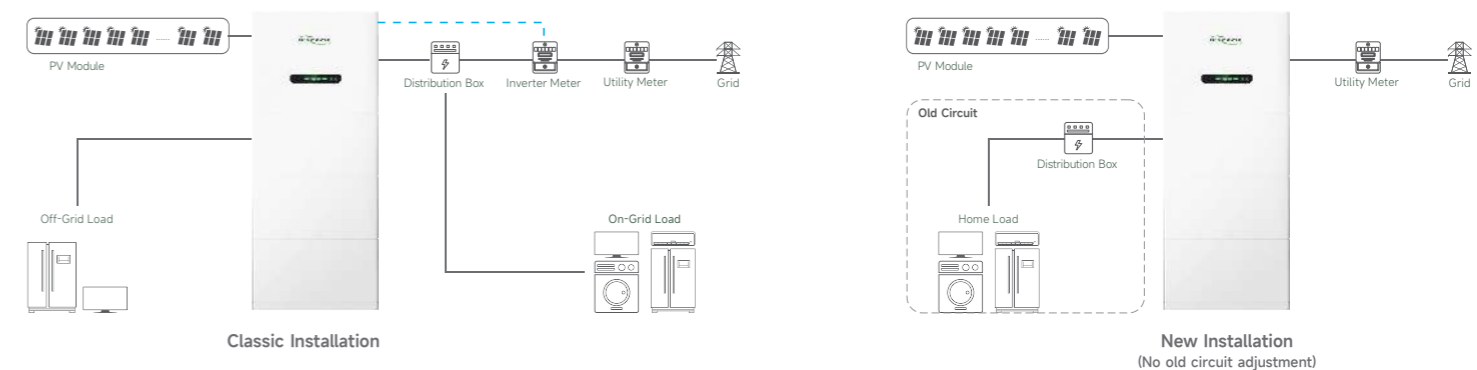 PV Module
Distribution Box
Inverter Meter
Utility Meter
Grid
Off-Grid Load
On-Grid Load
Classic Installation
PV Module
Utility Meter
Grid
Old Circuit
Distribution Box
Home Load
New Installation
(No old circuit adjustment)